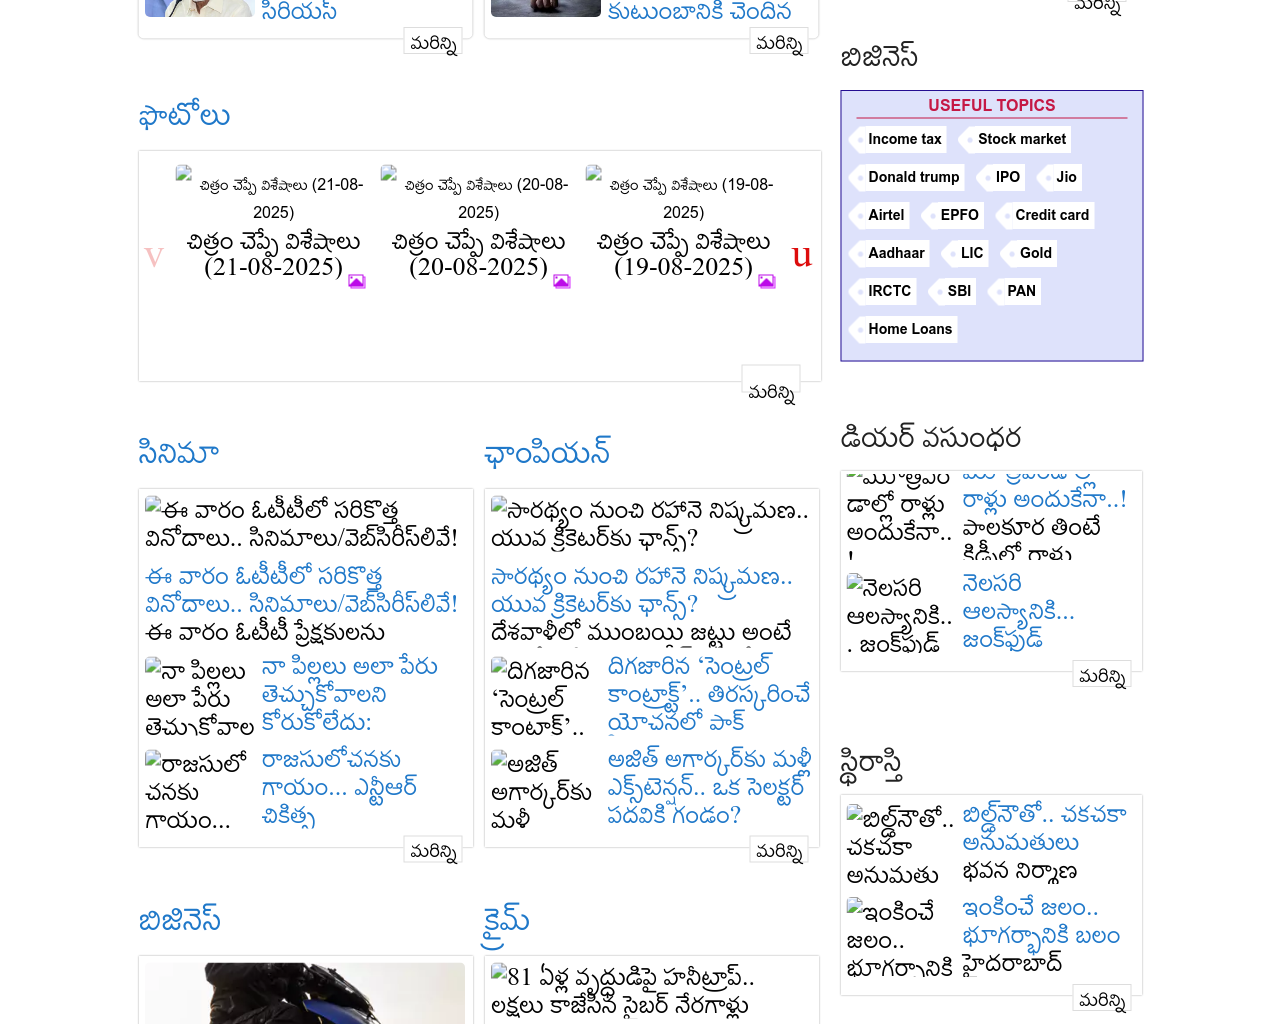 సిరియస్
మరిన్ని
కుటుంబానికి చెందిన
మరిన్ని
మరిన్ని
ఫొటోలు
చిత్రం చెప్పే విశేషాలు (21-08-
2025)
చిత్రం చెప్పే విశేషాలు
(21-08-2025)
చిత్రం చెప్పే విశేషాలు (20-08-
2025)
చిత్రం చెప్పే విశేషాలు
(20-08-2025)
చిత్రం చెప్పే విశేషాలు (19-08-
2025)
చిత్రం చెప్పే విశేషాలు
(19-08-2025)
v
u
మరిన్ని
సినిమా
ఈ వారం ఓటీటీలో సరికొత్త
వినోదాలు.. సినిమాలు/వెబ్‌సిరీస్‌లివే!
ఈ వారం ఓటీటీలో సరికొత్త
వినోదాలు.. సినిమాలు/వెబ్‌సిరీస్‌లివే!
ఈ వారం ఓటీటీ ప్రేక్షకులను
నా పిల్లలు
అలా పేరు
తెచ్చుకోవాల
నా పిల్లలు అలా పేరు
తెచ్చుకోవాలని
కోరుకోలేదు:
రాజసులో
చనకు
గాయం...
రాజసులోచనకు
గాయం... ఎన్టీఆర్
చికిత్స
మరిన్ని
ఛాంపియన్
సారథ్యం నుంచి రహానె నిష్క్రమణ..
యువ క్రికెటర్‌కు ఛాన్స్?
సారథ్యం నుంచి రహానె నిష్క్రమణ..
యువ క్రికెటర్‌కు ఛాన్స్?
దేశవాళీలో ముంబయి జట్టు అంటే
దిగజారిన
‘సెంట్రల్
కాంట్రాక్ట్’..
దిగజారిన ‘సెంట్రల్
కాంట్రాక్ట్’.. తిరస్కరించే
యోచనలో పాక్
అజిత్
అగార్కర్‌కు
మళ్లీ
అజిత్ అగార్కర్‌కు మళ్లీ
ఎక్స్‌టెన్షన్.. ఒక సెలక్టర్
పదవికి గండం?
మరిన్ని
బిజినెస్
క్రైమ్
81 ఏళ్ల వృద్ధుడిపై హనీట్రాప్..
లక్షలు కాజేసిన సైబర్ నేరగాళ్లు
బిజినెస్
USEFUL TOPICS
Income tax
Stock market
Donald trump
IPO
Jio
Airtel
EPFO
Credit card
Aadhaar
LIC
Gold
IRCTC
SBI
PAN
Home Loans
డియర్ వసుంధర
మూత్రపిం
డాల్లో రాళ్లు
అందుకేనా..
!
రాళ్లు అందుకేనా..!
పాలకూర తింటే
కిడ్నీలో రాళ్లు
నెలసరి
ఆలస్యానికి..
. జంక్‌ఫుడ్
నెలసరి
ఆలస్యానికి...
జంక్‌ఫుడ్
మరిన్ని
స్థిరాస్తి
బిల్డ్‌నౌతో..
చకచకా
అనుమతు
బిల్డ్‌నౌతో.. చకచకా
అనుమతులు
భవన నిర్మాణ
ఇంకించే
జలం..
భూగర్భానికి
ఇంకించే జలం..
భూగర్భానికి బలం
హైదరాబాద్
మరిన్ని